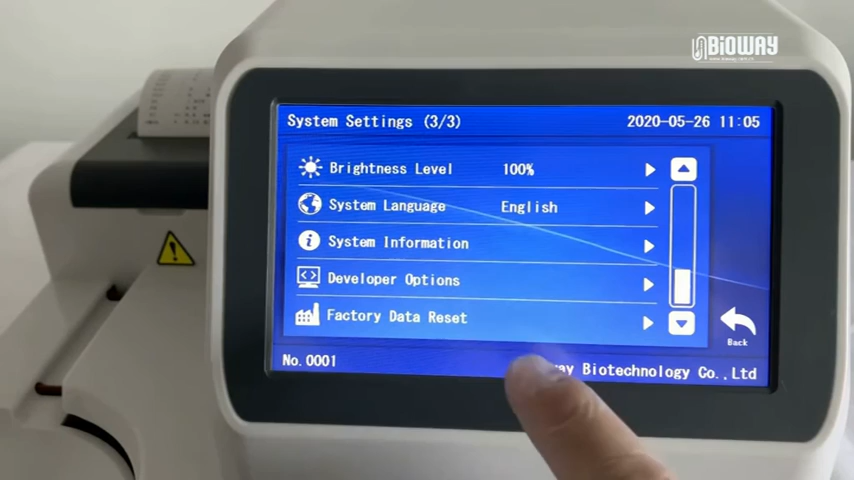 BIOWAY
System Settings (3/3) 2020-05-26 11:05
Brightness Level 100%
System Language English
System Information
Developer Options
Factory Data Reset
Back
No.0001 way Biotechnology Co.,Ltd